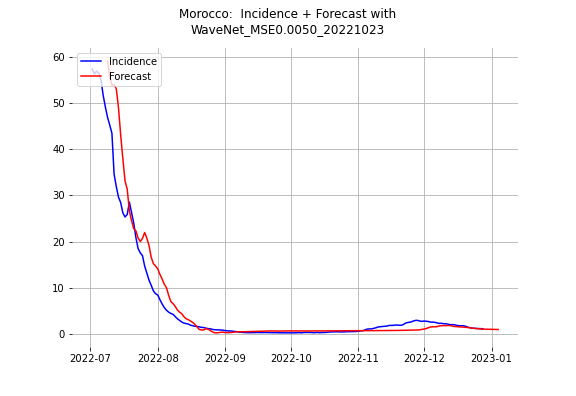 Morocco:  Incidence + Forecast with
WaveNet_MSE0.0050_20221023
Incidence
Forecast
60
50
40
30
20
10
0
2022-07 2022-08 2022-09 2022-10 2022-11 2022-12 2023-01